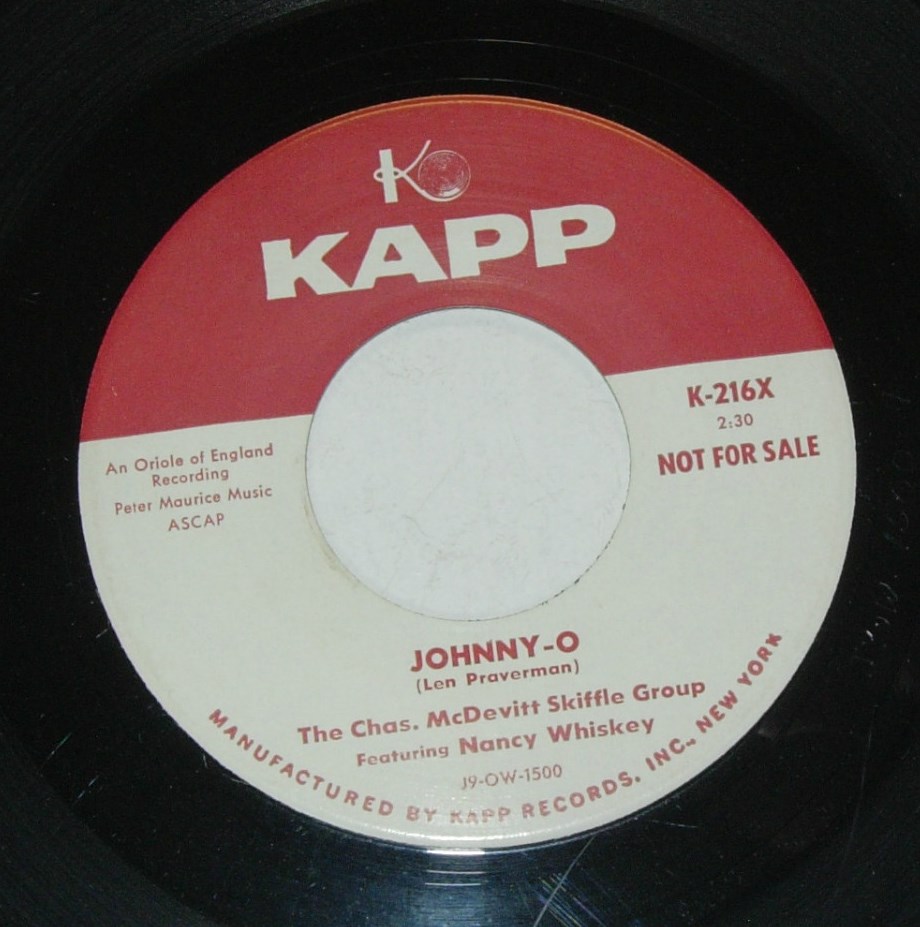 K
KAPP
K-216X
2:30
NOT FOR SALE
An Oriole of England
Recording
Peter Maurice Music
ASCAP
JOHNNY-O
(Len Praverman)
The Chas. McDevitt Skiffle Group
Featuring Nancy Whiskey
J9-OW-1500
MANUFACTURED BY KAPP RECORDS, INC., NEW YORK